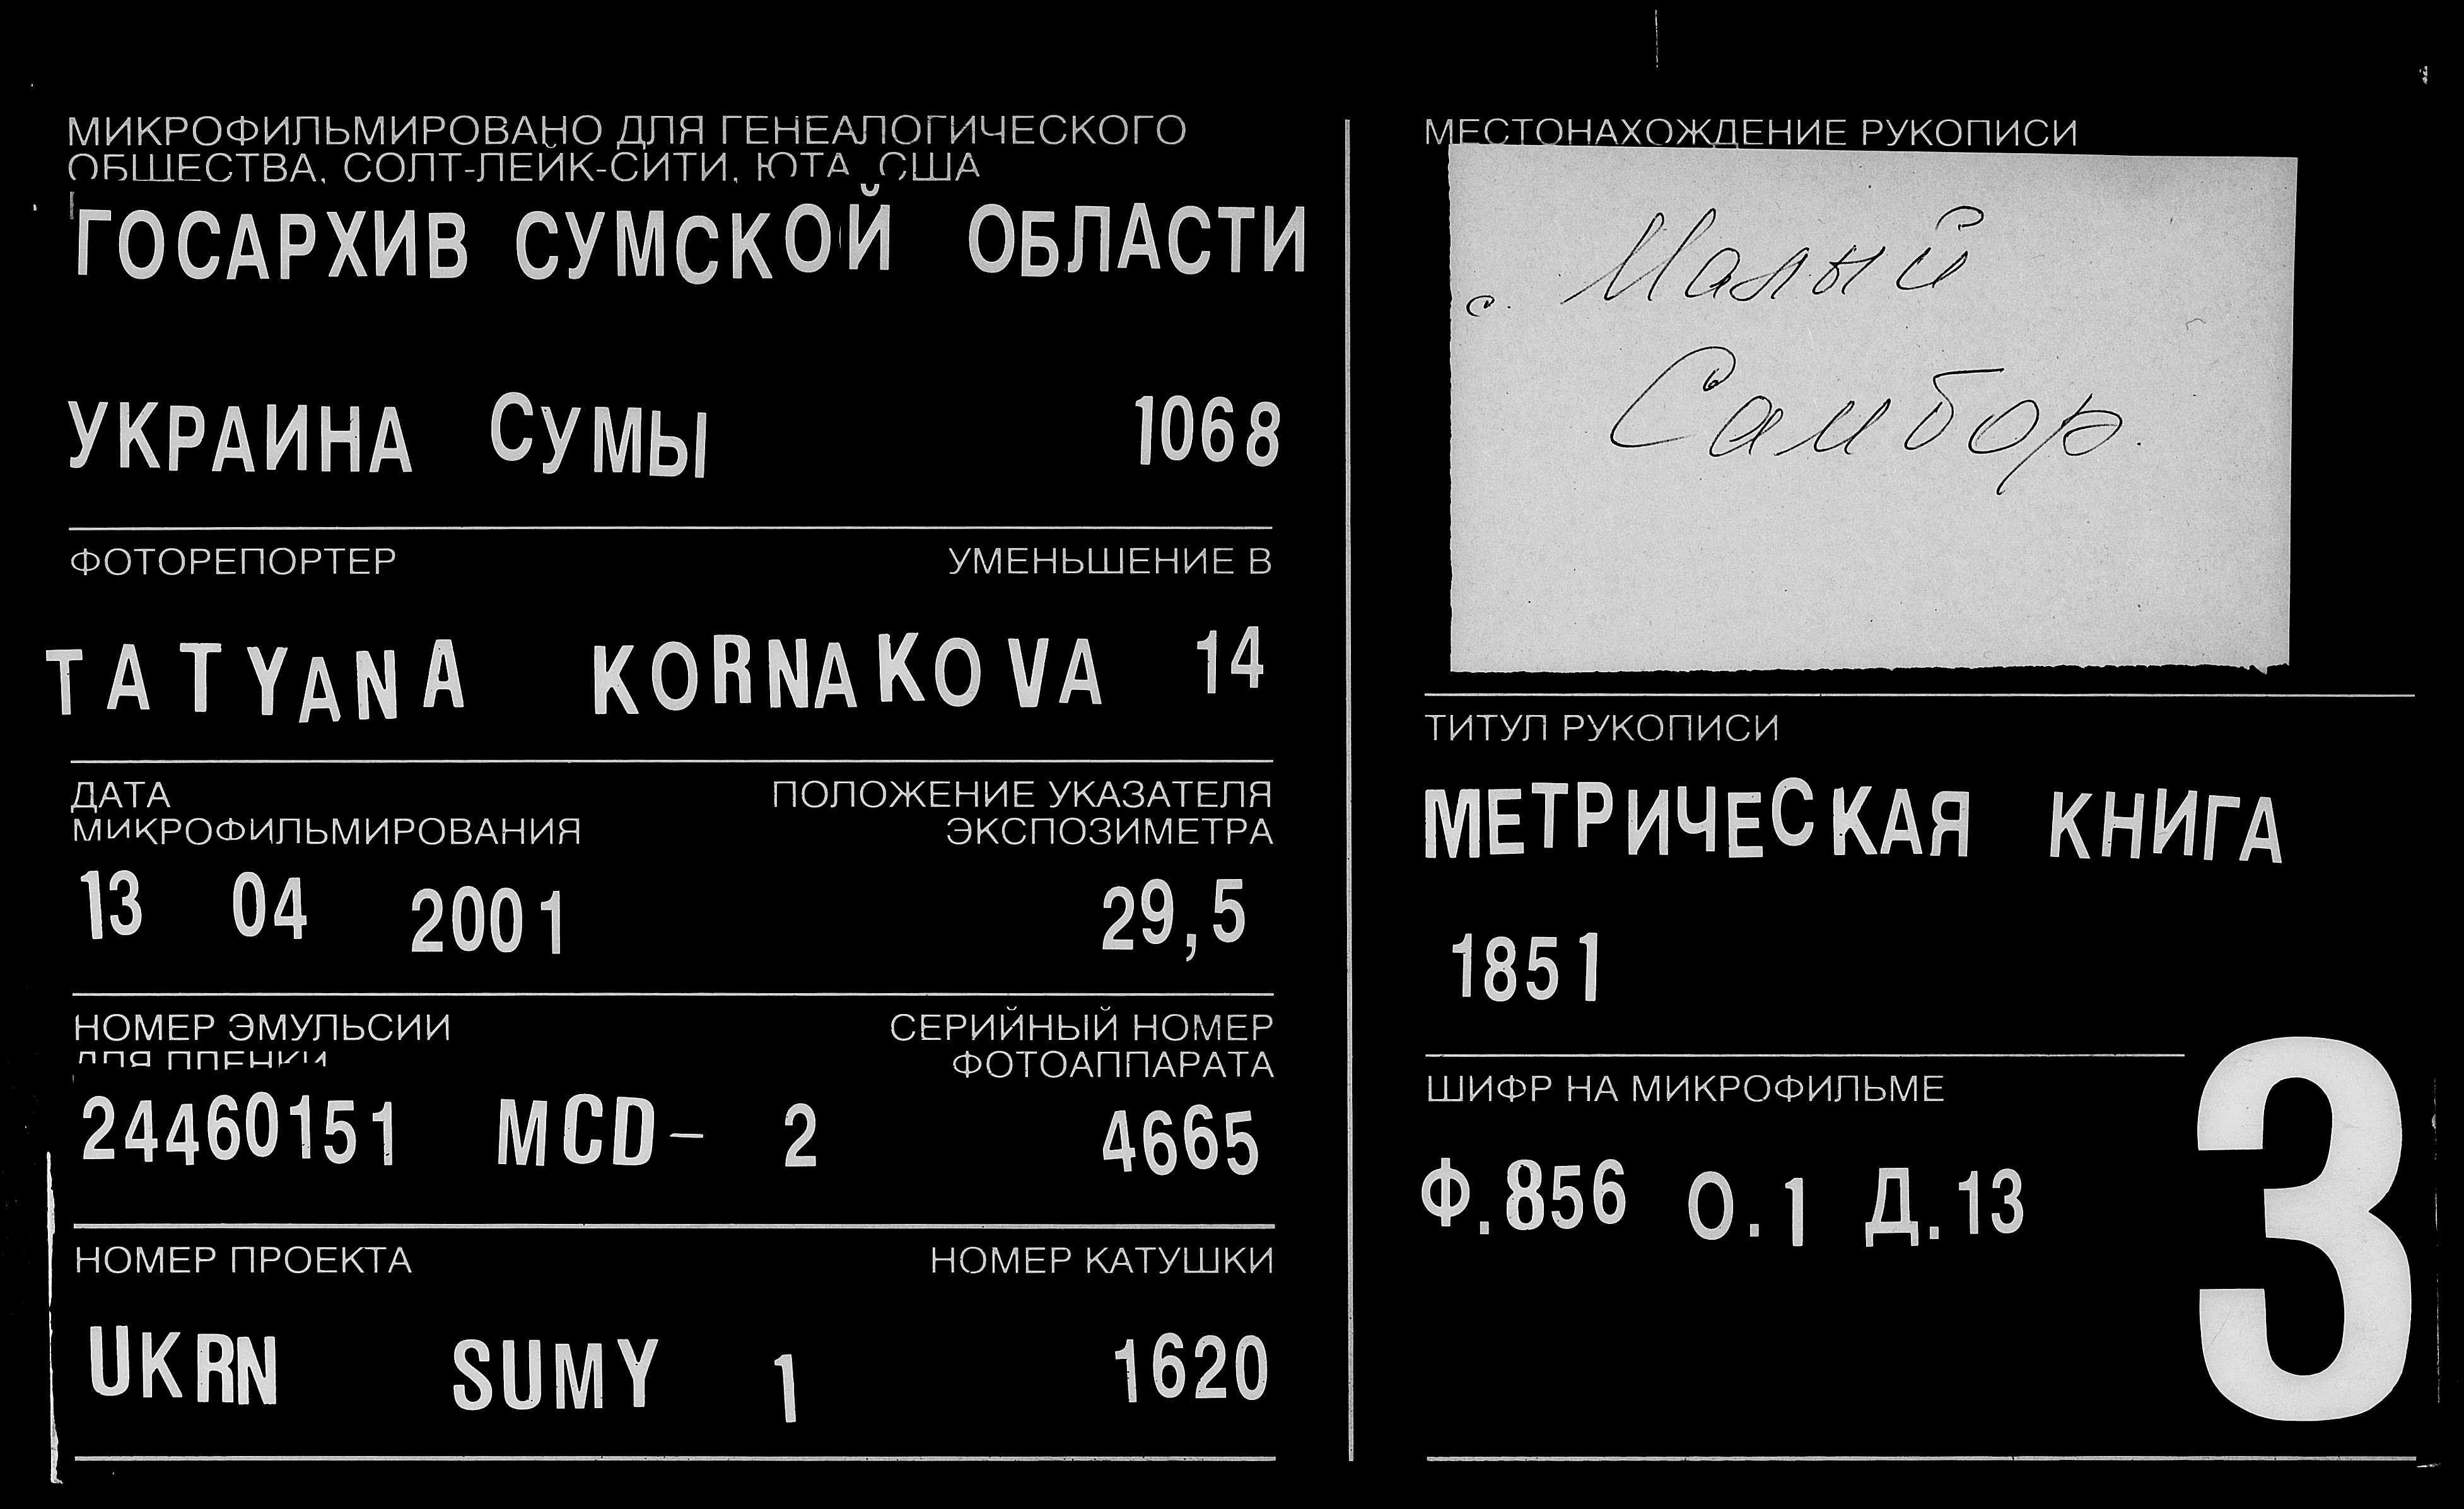 МИКРОФИЛЬМИРОВАНО ДЛЯ ГЕНЕАЛОГИЧЕСКОГО
ОБЩЕСТВА, СОЛТ-ЛЕЙК-СИТИ, ЮТА, США
ГОСАРХИВ СУМСКОЙ ОБЛАСТИ
УКРАИНА СУМЫ 1068
ФОТОРЕПОРТЕР УМЕНЬШЕНИЕ В
TATYANA KORNAKOVA 14
ДАТА ПОЛОЖЕНИЕ УКАЗАТЕЛЯ
МИКРОФИЛЬМИРОВАНИЯ ЭКСПОЗИМЕТРА
13 04 2001 29,5
НОМЕР ЭМУЛЬСИИ СЕРИЙНЫЙ НОМЕР
ДЛЯ ПЛЕНКИ ФОТОАППАРАТА
24460151 MCD- 2 4665
НОМЕР ПРОЕКТА НОМЕР КАТУШКИ
UKRN SUMY 1 1620
МЕСТОНАХОЖДЕНИЕ РУКОПИСИ
с. Малый
Самбор.
ТИТУЛ РУКОПИСИ
МЕТРИЧЕСКАЯ КНИГА
1851
ШИФР НА МИКРОФИЛЬМЕ
Ф.856 О.1 Д.13
3